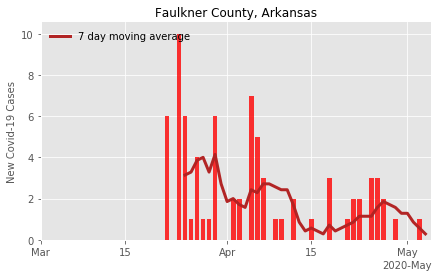 Faulkner County, Arkansas
7 day moving average
New Covid-19 Cases
10
8
6
4
2
0
Mar
15
Apr
15
May
2020-May